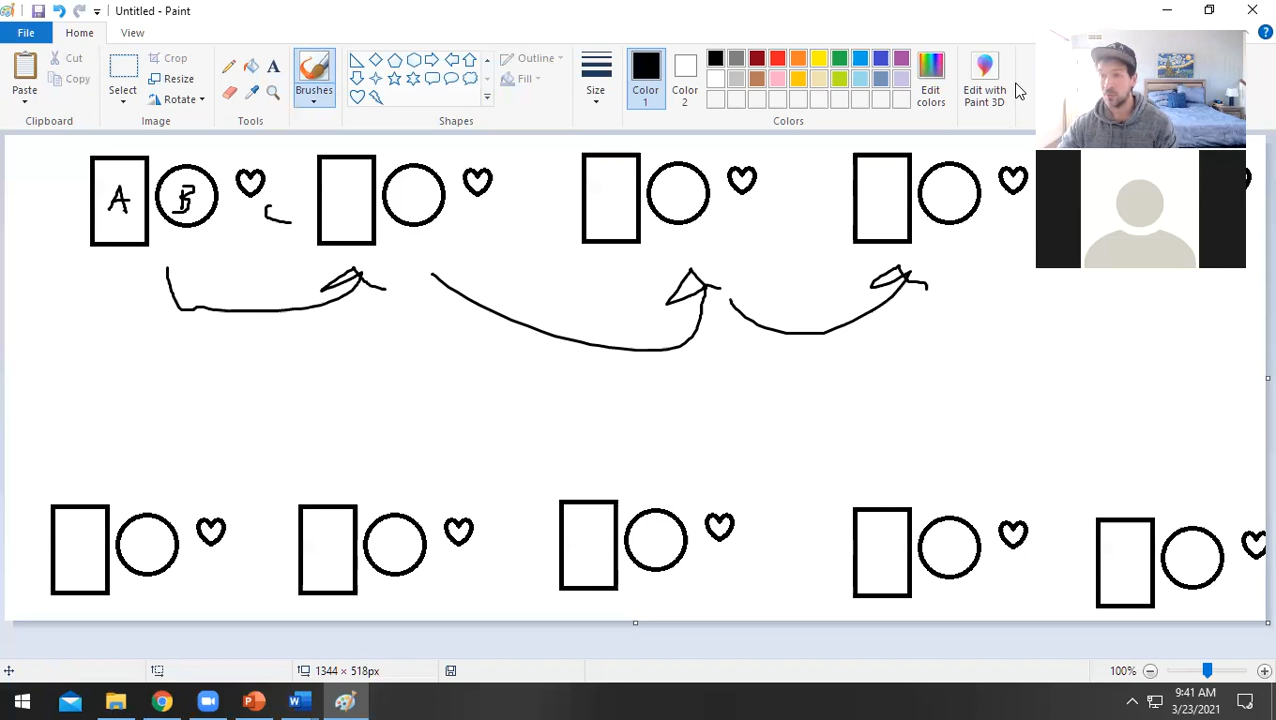 Untitled - Paint
File Home View
Paste
Cut
Copy
Clipboard
Select
Crop
Resize
Rotate
Image
A
Tools
Brushes
Outline
Fill
Shapes
Size
Color 1
Color 2
Colors
Edit colors
Edit with Paint 3D
A B C
1344 × 518px
100%
9:41 AM
3/23/2021